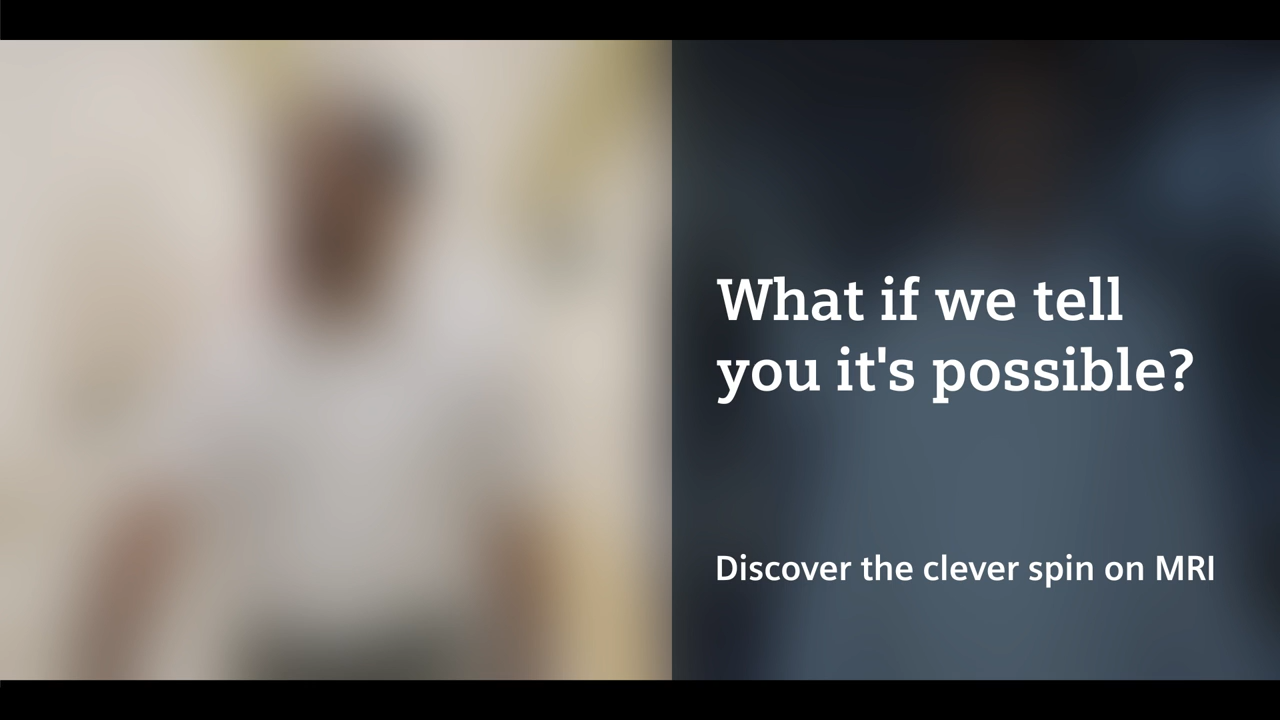 What if we tell
you it's possible?
Discover the clever spin on MRI